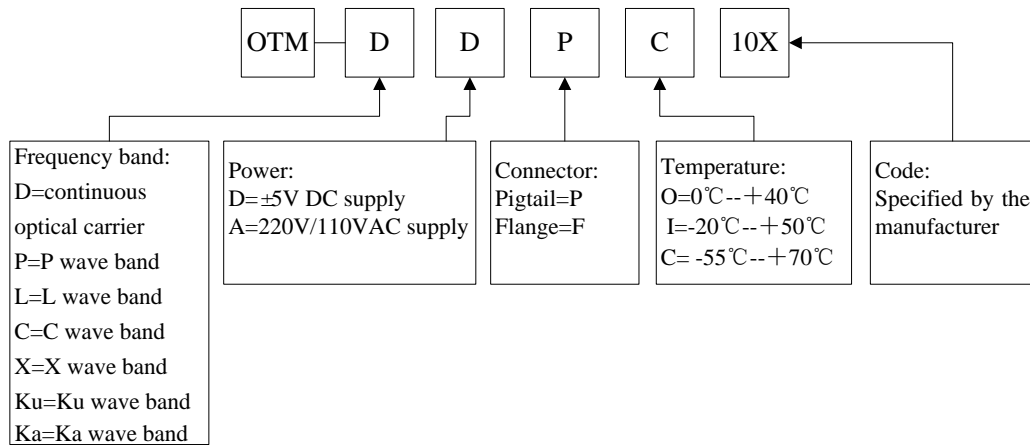 OTM D D P C 10X
Frequency band:
D=continuous
optical carrier
P=P wave band
L=L wave band
C=C wave band
X=X wave band
Ku=Ku wave band
Ka=Ka wave band
Power:
D=±5V DC supply
A=220V/110VAC supply
Connector:
Pigtail=P
Flange=F
Temperature:
O=0℃--＋40℃
I=-20℃--＋50℃
C= -55℃--＋70℃
Code:
Specified by the
manufacturer